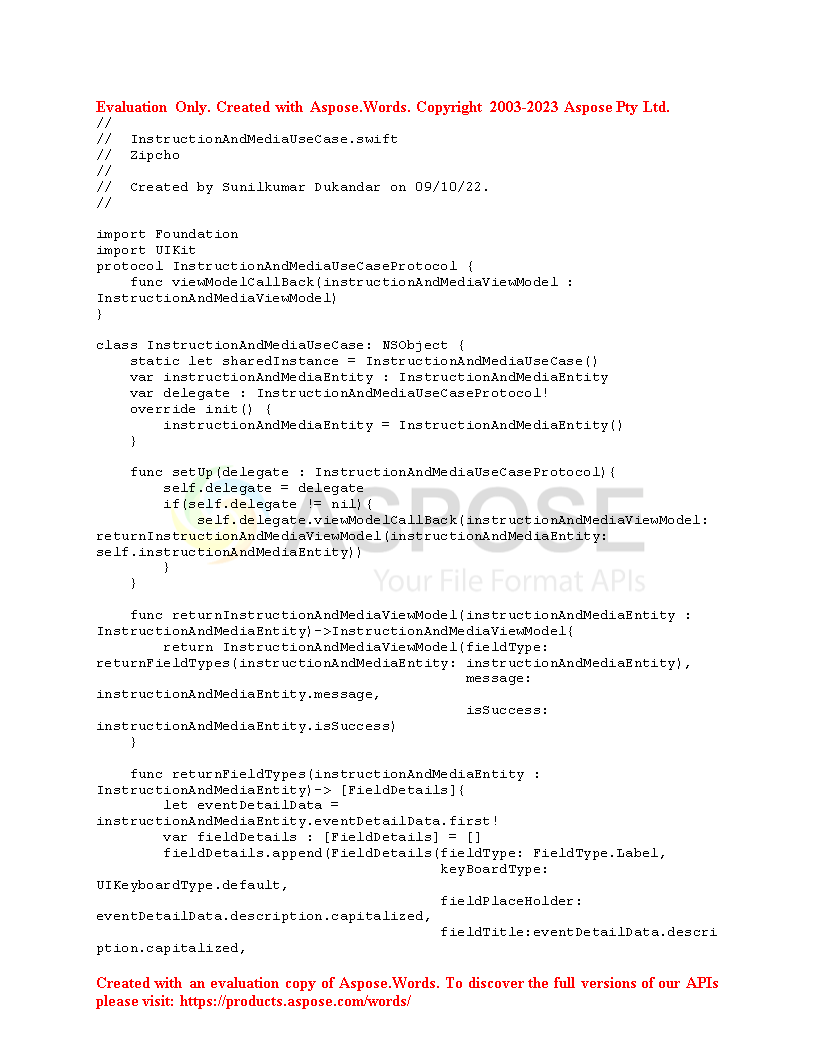 Evaluation Only. Created with Aspose.Words. Copyright 2003-2023 Aspose Pty Ltd.
//
//  InstructionAndMediaUseCase.swift
//  Zipcho
//
//  Created by Sunilkumar Dukandar on 09/10/22.
//
import Foundation
import UIKit
protocol InstructionAndMediaUseCaseProtocol {
    func viewModelCallBack(instructionAndMediaViewModel :
InstructionAndMediaViewModel)
}
class InstructionAndMediaUseCase: NSObject {
    static let sharedInstance = InstructionAndMediaUseCase()
    var instructionAndMediaEntity : InstructionAndMediaEntity
    var delegate : InstructionAndMediaUseCaseProtocol!
    override init() {
        instructionAndMediaEntity = InstructionAndMediaEntity()
    }
    func setUp(delegate : InstructionAndMediaUseCaseProtocol){
        self.delegate = delegate
        if(self.delegate != nil){
            self.delegate.viewModelCallBack(instructionAndMediaViewModel:
returnInstructionAndMediaViewModel(instructionAndMediaEntity:
self.instructionAndMediaEntity))
        }
    }
ASPOSE
Your File Format APIs
    func returnInstructionAndMediaViewModel(instructionAndMediaEntity :
InstructionAndMediaEntity)->InstructionAndMediaViewModel{
        return InstructionAndMediaViewModel(fieldType:
returnFieldTypes(instructionAndMediaEntity: instructionAndMediaEntity),
                                            message:
instructionAndMediaEntity.message,
                                            isSuccess:
instructionAndMediaEntity.isSuccess)
    }
    func returnFieldTypes(instructionAndMediaEntity :
InstructionAndMediaEntity)-> [FieldDetails]{
        let eventDetailData =
instructionAndMediaEntity.eventDetailData.first!
        var fieldDetails : [FieldDetails] = []
        fieldDetails.append(FieldDetails(fieldType: FieldType.Label,
                                         keyBoardType:
UIKeyboardType.default,
                                         fieldPlaceHolder:
eventDetailData.description.capitalized,
                                         fieldTitle:eventDetailData.descri
ption.capitalized,
Created with an evaluation copy of Aspose.Words. To discover the full versions of our APIs
please visit: https://products.aspose.com/words/